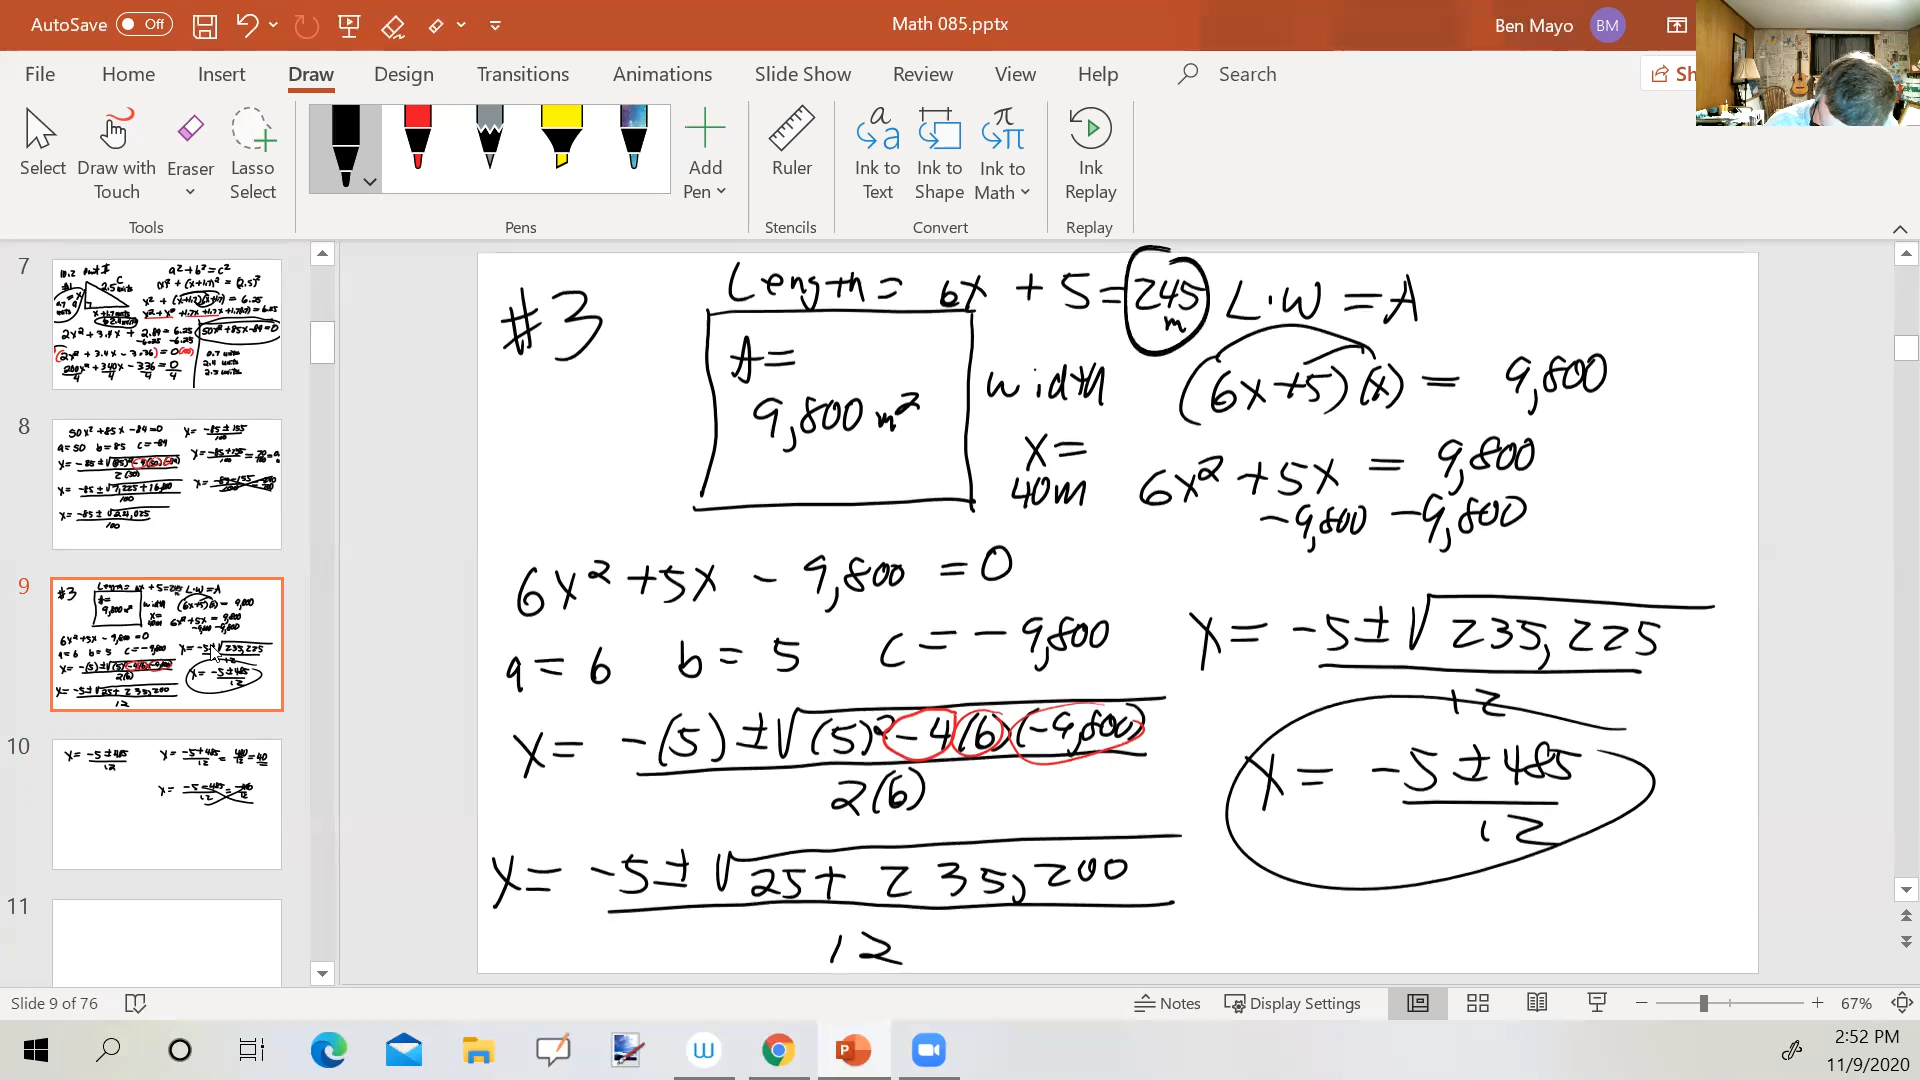 AutoSave Off
Math 085.pptx
Ben Mayo BM
File Home Insert Draw Design Transitions Animations Slide Show Review View Help Search Sh
Select
Draw with Touch
Eraser
Lasso Select
Add Pen
Ruler
Ink to Text
Ink to Shape
Ink to Math
Ink Replay
Tools Pens Stencils Convert Replay
7
8
9
10
11
#3
Length = 6x + 5 = 245 m
L·W = A
A =
9,800 m²
width
x =
40m
(6x+5)(x) = 9,800
6x² + 5x = 9,800
-9,800 -9,800
6x² + 5x - 9,800 = 0
a = 6 b = 5 c = - 9,800
x = -(5) ± √(5)² - 4(6)(-9,800)
2(6)
x = -5 ± √25 + 235,200
12
x = -5 ± √235,225
12
x = -5 ± 485
12
Slide 9 of 76
Notes Display Settings 67%
2:52 PM
11/9/2020